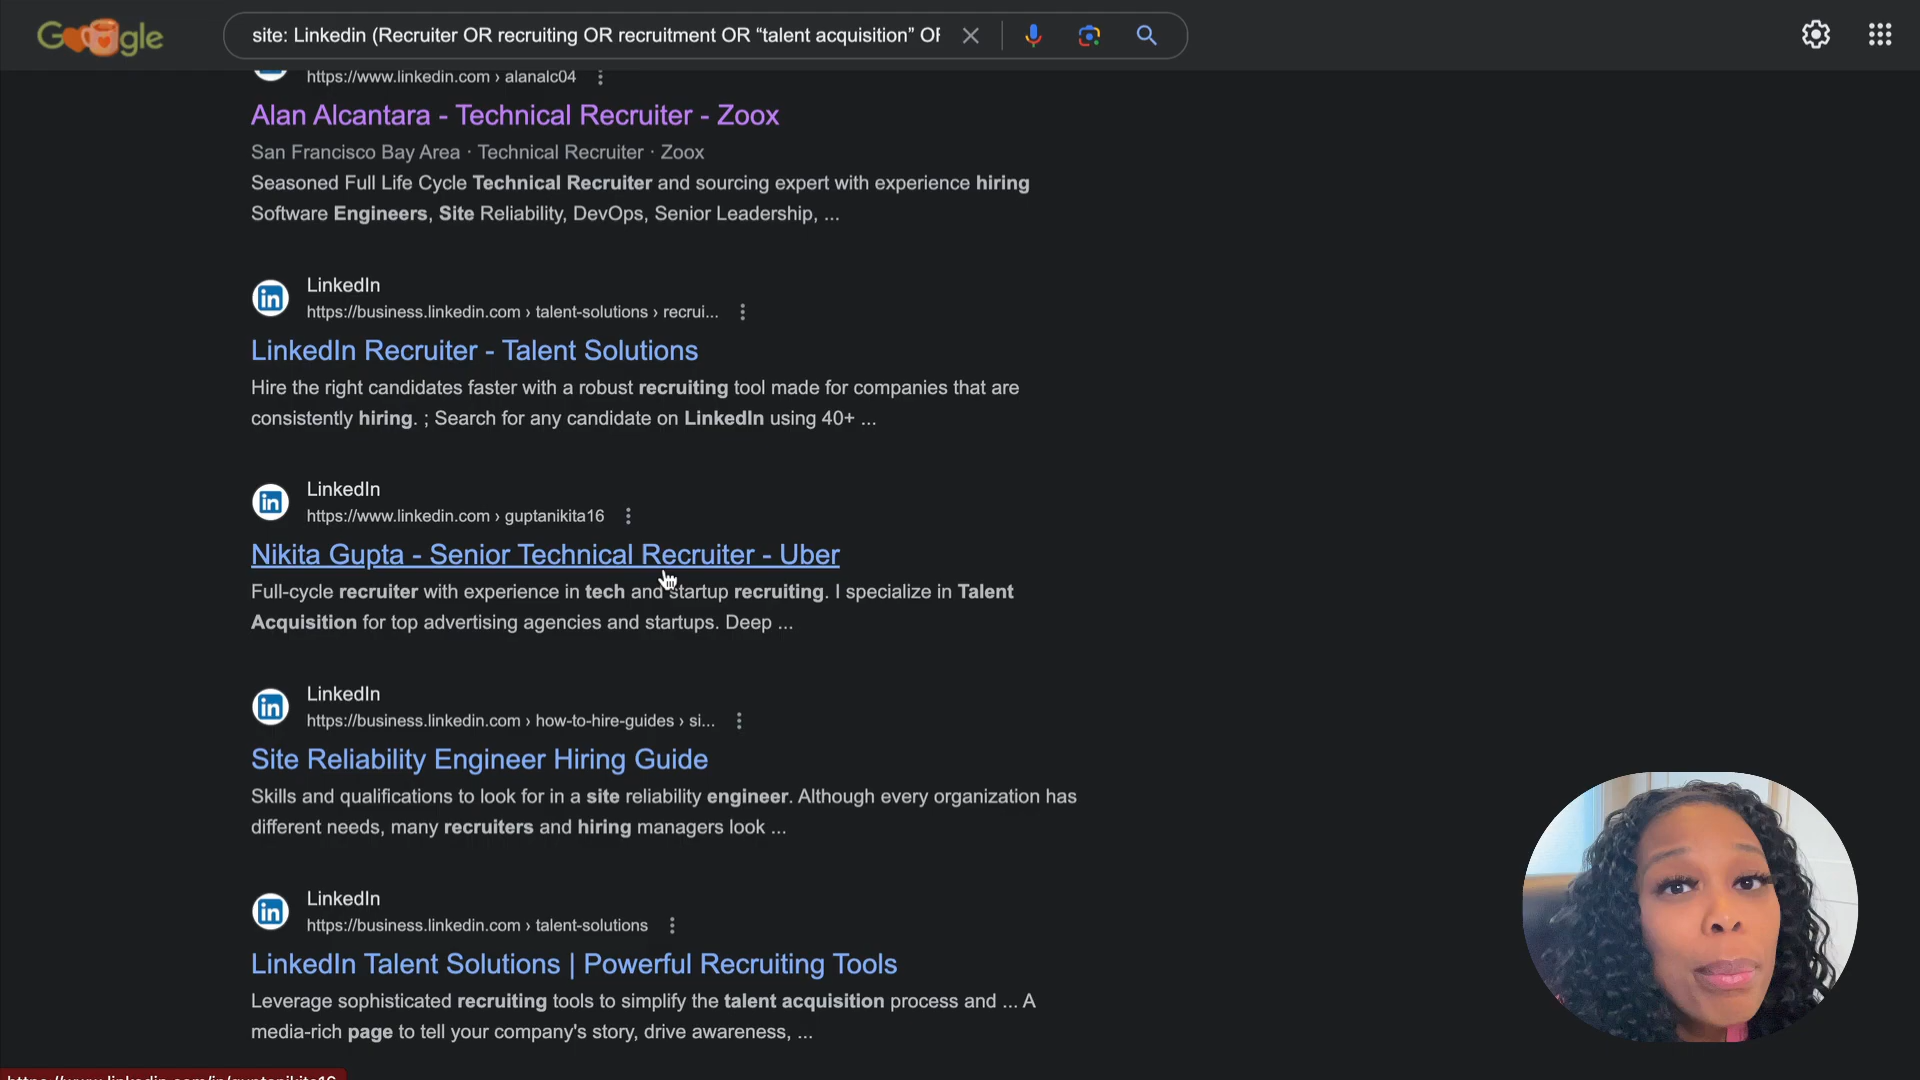 Google
site: Linkedin (Recruiter OR recruiting OR recruitment OR “talent acquisition” OR
https://www.linkedin.com › alanalc04
Alan Alcantara - Technical Recruiter - Zoox
San Francisco Bay Area · Technical Recruiter · Zoox
Seasoned Full Life Cycle Technical Recruiter and sourcing expert with experience hiring
Software Engineers, Site Reliability, DevOps, Senior Leadership, ...
LinkedIn
https://business.linkedin.com › talent-solutions › recrui...
LinkedIn Recruiter - Talent Solutions
Hire the right candidates faster with a robust recruiting tool made for companies that are
consistently hiring. ; Search for any candidate on LinkedIn using 40+ ...
LinkedIn
https://www.linkedin.com › guptanikita16
Nikita Gupta - Senior Technical Recruiter - Uber
Full-cycle recruiter with experience in tech and startup recruiting. I specialize in Talent
Acquisition for top advertising agencies and startups. Deep ...
LinkedIn
https://business.linkedin.com › how-to-hire-guides › si...
Site Reliability Engineer Hiring Guide
Skills and qualifications to look for in a site reliability engineer. Although every organization has
different needs, many recruiters and hiring managers look ...
LinkedIn
https://business.linkedin.com › talent-solutions
LinkedIn Talent Solutions | Powerful Recruiting Tools
Leverage sophisticated recruiting tools to simplify the talent acquisition process and ... A
media-rich page to tell your company's story, drive awareness, ...
https://www.linkedin.com/in/guptanikita16